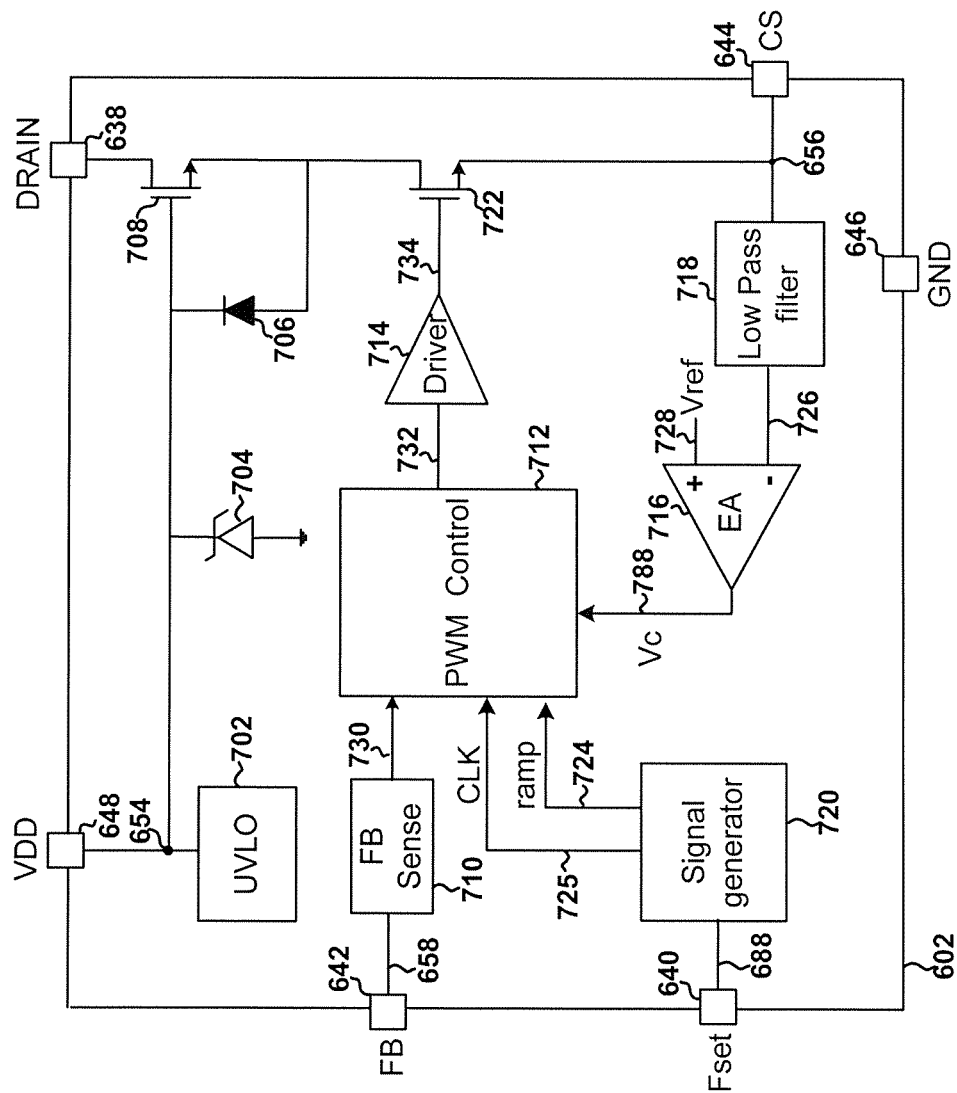 VDD
648
654
UVLO
702
DRAIN
638
708
706
704
722
734
714
Driver
732
712
PWM Control
730
FB
Sense
710
658
642
FB
CLK
ramp
724
725
Signal
generator
720
688
640
Fset
Vc
788
716
EA
+
-
728
Vref
726
718
Low Pass
filter
656
644
CS
646
GND
602